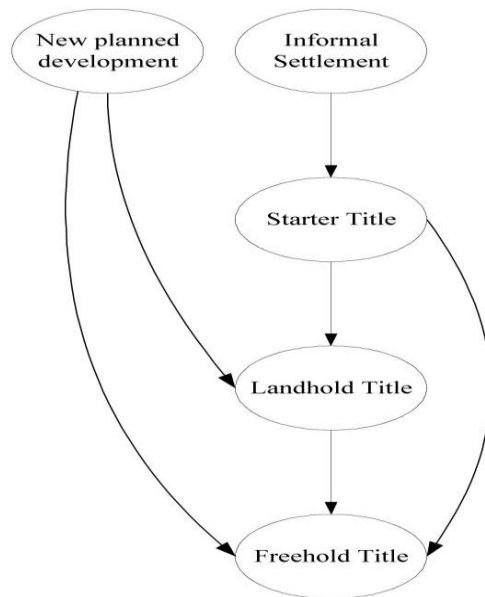 New planned
development
Informal
Settlement
Starter Title
Landhold Title
Freehold Title